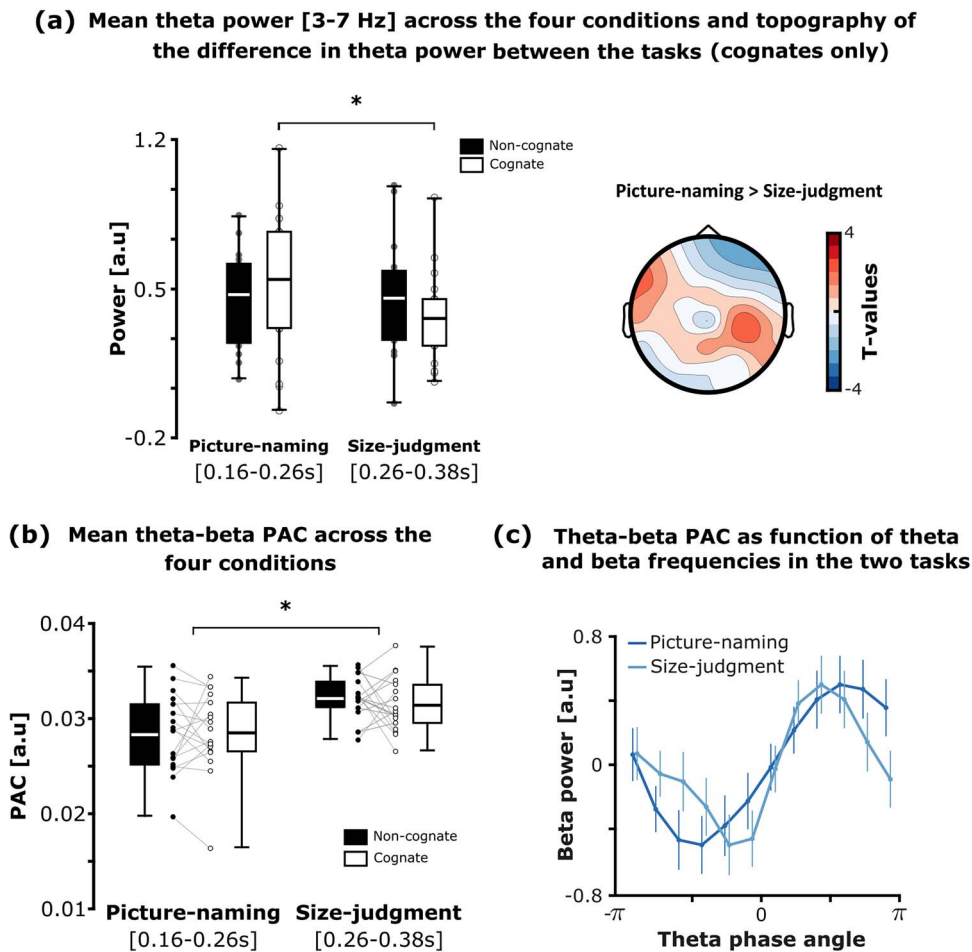 (a) Mean theta power [3-7 Hz] across the four conditions and topography of
the difference in theta power between the tasks (cognates only)
*
1.2
0.5
-0.2
Power [a.u]
Non-cognate
Cognate
Picture-naming
[0.16-0.26s]
Size-judgment
[0.26-0.38s]
Picture-naming > Size-judgment
4
-4
T-values
(b) Mean theta-beta PAC across the
four conditions
*
0.04
0.03
0.02
0.01
PAC [a.u]
Non-cognate
Cognate
Picture-naming
[0.16-0.26s]
Size-judgment
[0.26-0.38s]
(c) Theta-beta PAC as function of theta
and beta frequencies in the two tasks
0.8
0
-0.8
Beta power [a.u]
Picture-naming
Size-judgment
-π
0
π
Theta phase angle